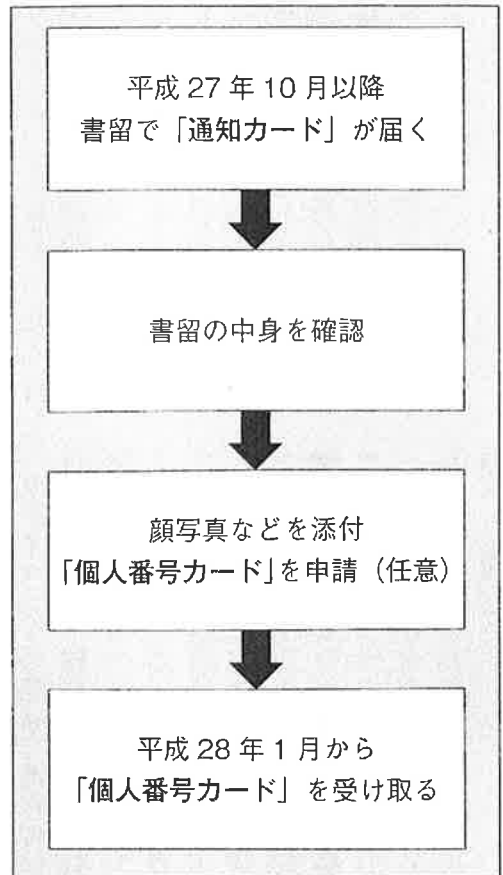 平成 27 年 10 月以降
書留で「通知カード」が届く
書留の中身を確認
顔写真などを添付
「個人番号カード」を申請（任意）
平成 28 年 1 月から
「個人番号カード」を受け取る